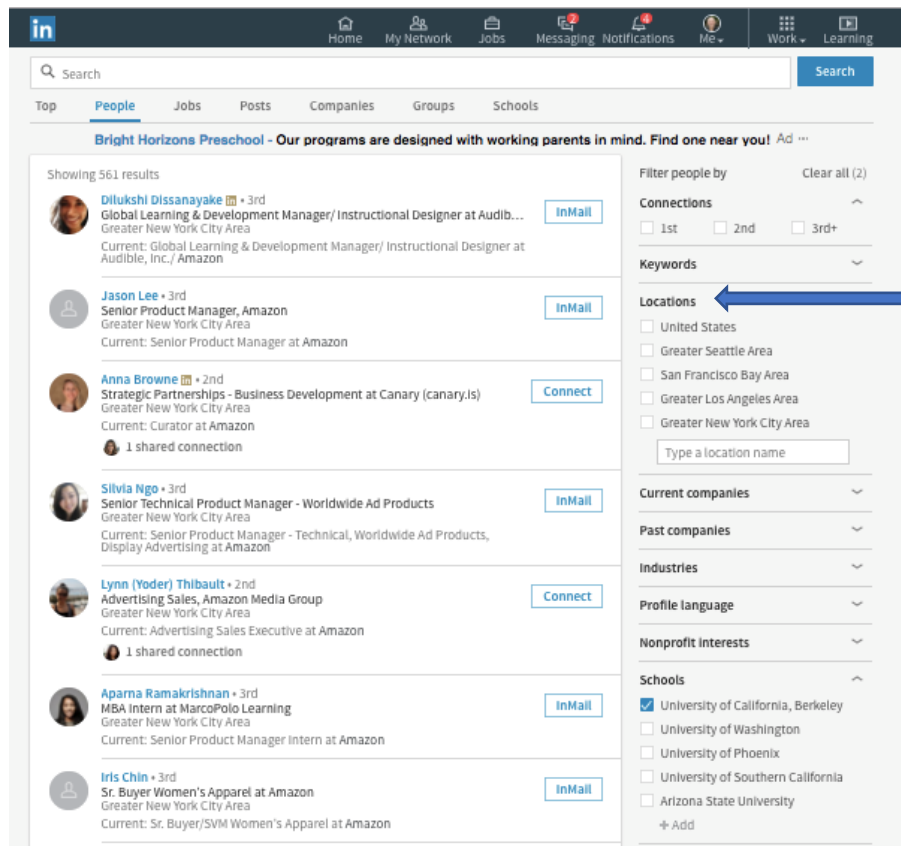 in
2
4
Home My Network Jobs Messaging Notifications Me Work Learning
Search Search
Top People Jobs Posts Companies Groups Schools
Bright Horizons Preschool - Our programs are designed with working parents in mind. Find one near you! Ad ···
Showing 561 results
Dilukshi Dissanayake in • 3rd
Global Learning & Development Manager/ Instructional Designer at Audib...
Greater New York City Area
Current: Global Learning & Development Manager/ Instructional Designer at
Audible, Inc./ Amazon
InMail
Jason Lee • 3rd
Senior Product Manager, Amazon
Greater New York City Area
Current: Senior Product Manager at Amazon
InMail
Anna Browne in • 2nd
Strategic Partnerships - Business Development at Canary (canary.is)
Greater New York City Area
Current: Curator at Amazon
1 shared connection
Connect
Silvia Ngo • 3rd
Senior Technical Product Manager - Worldwide Ad Products
Greater New York City Area
Current: Senior Product Manager - Technical, Worldwide Ad Products,
Display Advertising at Amazon
InMail
Lynn (Yoder) Thibault • 2nd
Advertising Sales, Amazon Media Group
Greater New York City Area
Current: Advertising Sales Executive at Amazon
1 shared connection
Connect
Aparna Ramakrishnan • 3rd
MBA Intern at MarcoPolo Learning
Greater New York City Area
Current: Senior Product Manager Intern at Amazon
InMail
Iris Chin • 3rd
Sr. Buyer Women's Apparel at Amazon
Greater New York City Area
Current: Sr. Buyer/SVM Women's Apparel at Amazon
InMail
Filter people by Clear all (2)
Connections
1st 2nd 3rd+
Keywords
Locations
United States
Greater Seattle Area
San Francisco Bay Area
Greater Los Angeles Area
Greater New York City Area
Type a location name
Current companies
Past companies
Industries
Profile language
Nonprofit interests
Schools
University of California, Berkeley
University of Washington
University of Phoenix
University of Southern California
Arizona State University
+ Add